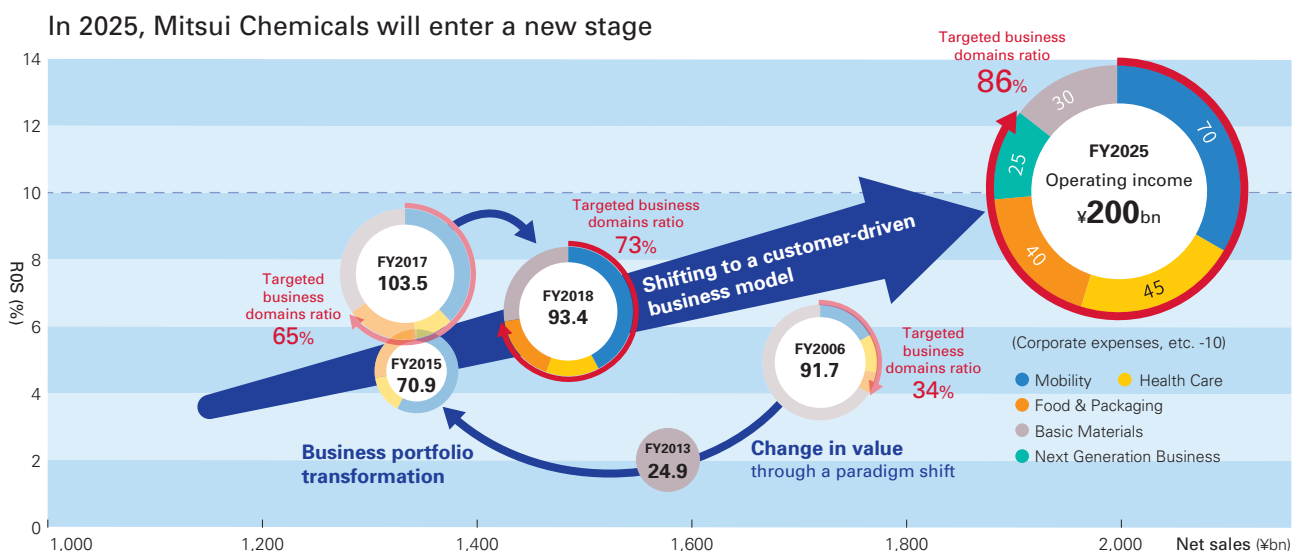 In 2025, Mitsui Chemicals will enter a new stage
ROS (%)
14
12
10
8
6
4
2
0
1,000
1,200
1,400
1,600
1,800
2,000
Net sales (¥bn)
Targeted
business
domains ratio
65%
FY2017
103.5
FY2015
70.9
Business portfolio
transformation
Targeted business
domains ratio
73%
FY2018
93.4
Shifting to a customer-driven
business model
FY2013
24.9
Change in value
through a paradigm shift
FY2006
91.7
Targeted
business
domains ratio
34%
Targeted business
domains ratio
86%
30
70
25
40
45
FY2025
Operating income
¥200bn
(Corporate expenses, etc. -10)
Mobility
Health Care
Food & Packaging
Basic Materials
Next Generation Business